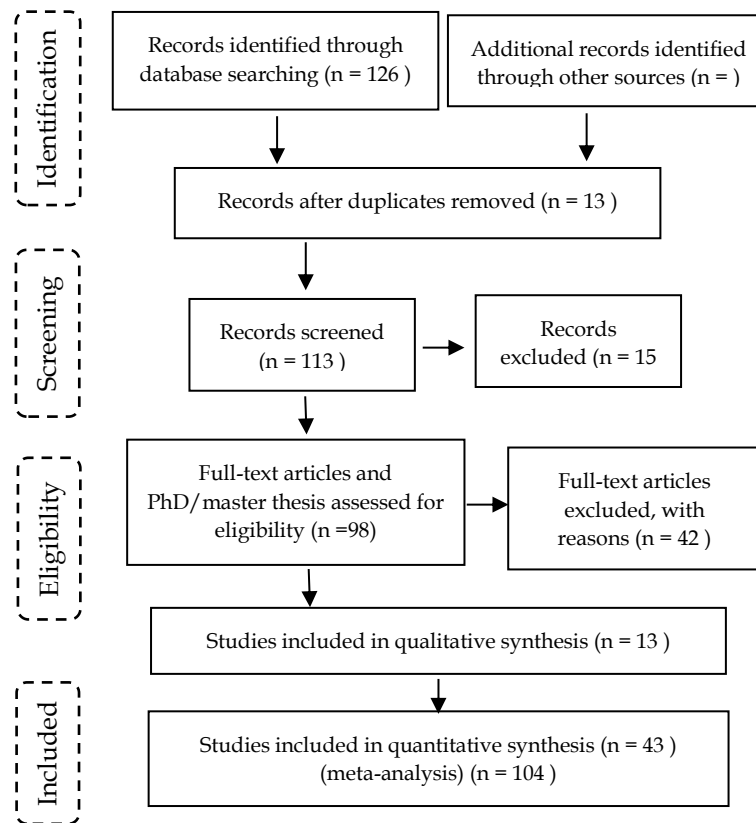 Identification
Records identified through
database searching (n = 126 )
Additional records identified
through other sources (n = )
Records after duplicates removed (n = 13 )
Screening
Records screened
(n = 113 )
Records
excluded (n = 15
Eligibility
Full-text articles and
PhD/master thesis assessed for
eligibility (n =98)
Full-text articles
excluded, with
reasons (n = 42 )
Studies included in qualitative synthesis (n = 13 )
Included
Studies included in quantitative synthesis (n = 43 )
(meta-analysis) (n = 104 )